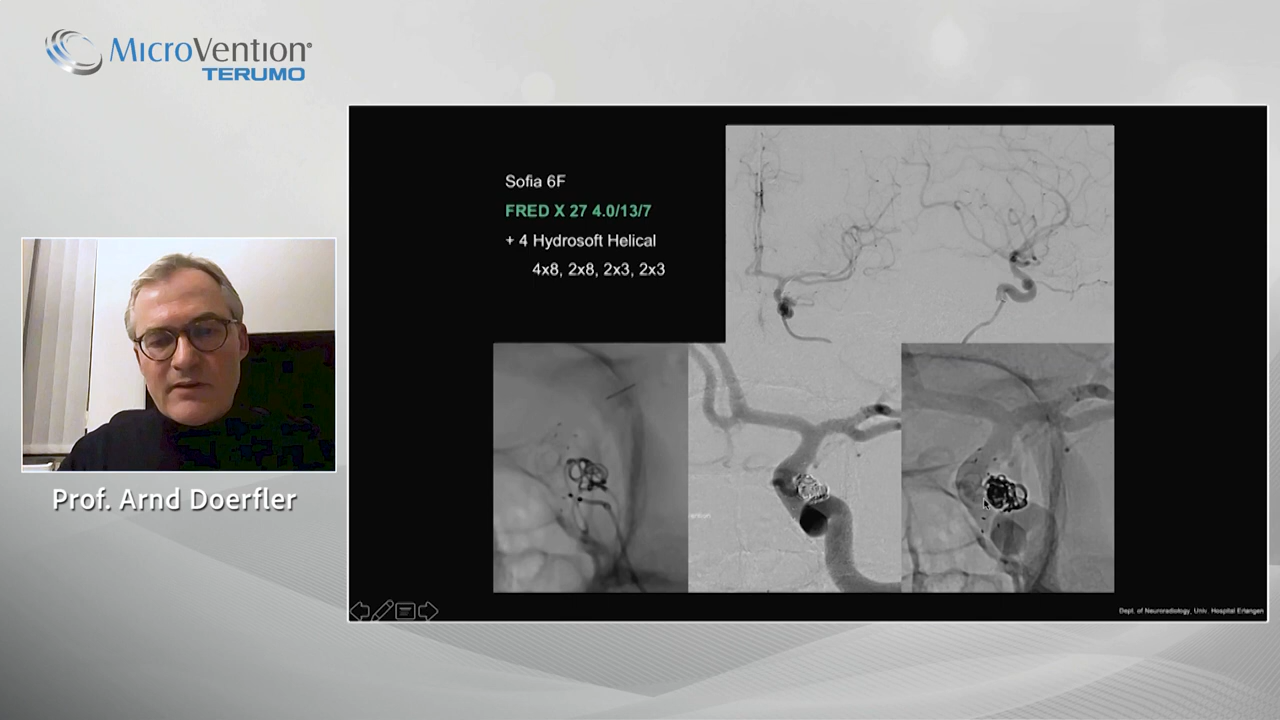 MicroVention®
TERUMO
Sofia 6F
FRED X 27 4.0/13/7
+ 4 Hydrosoft Helical
4x8, 2x8, 2x3, 2x3
Prof. Arnd Doerfler
Dept. of Neuroradiology, Univ. Hospital Erlangen